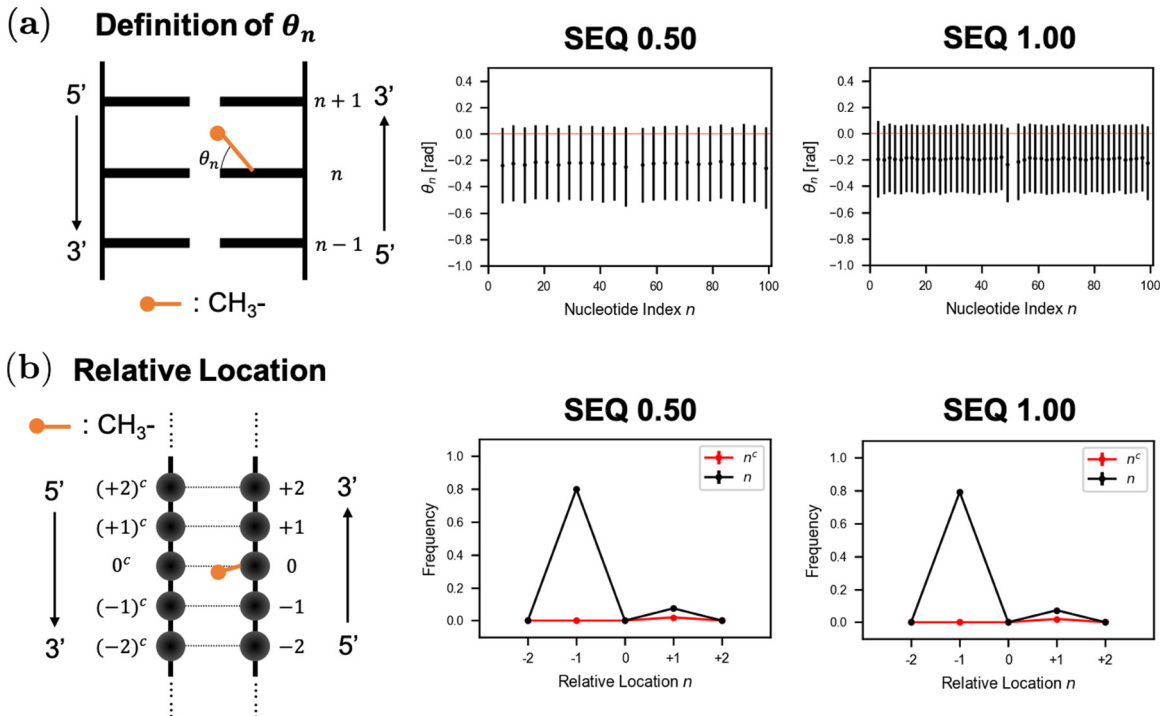 (a) Definition of θₙ
5'
3'
n + 1
n
n − 1
3'
5'
θₙ
: CH₃-
SEQ 0.50
θₙ [rad]
0.4
0.2
0.0
−0.2
−0.4
−0.6
−0.8
−1.0
0 20 40 60 80 100
Nucleotide Index n
SEQ 1.00
θₙ [rad]
0.4
0.2
0.0
−0.2
−0.4
−0.6
−0.8
−1.0
0 20 40 60 80 100
Nucleotide Index n
(b) Relative Location
: CH₃-
5' (+2)ᶜ +2 3'
(+1)ᶜ +1
0ᶜ 0
(−1)ᶜ −1
3' (−2)ᶜ −2 5'
SEQ 0.50
nᶜ
n
Frequency
1.0
0.8
0.6
0.4
0.2
0.0
-2 -1 0 +1 +2
Relative Location n
SEQ 1.00
nᶜ
n
Frequency
1.0
0.8
0.6
0.4
0.2
0.0
-2 -1 0 +1 +2
Relative Location n